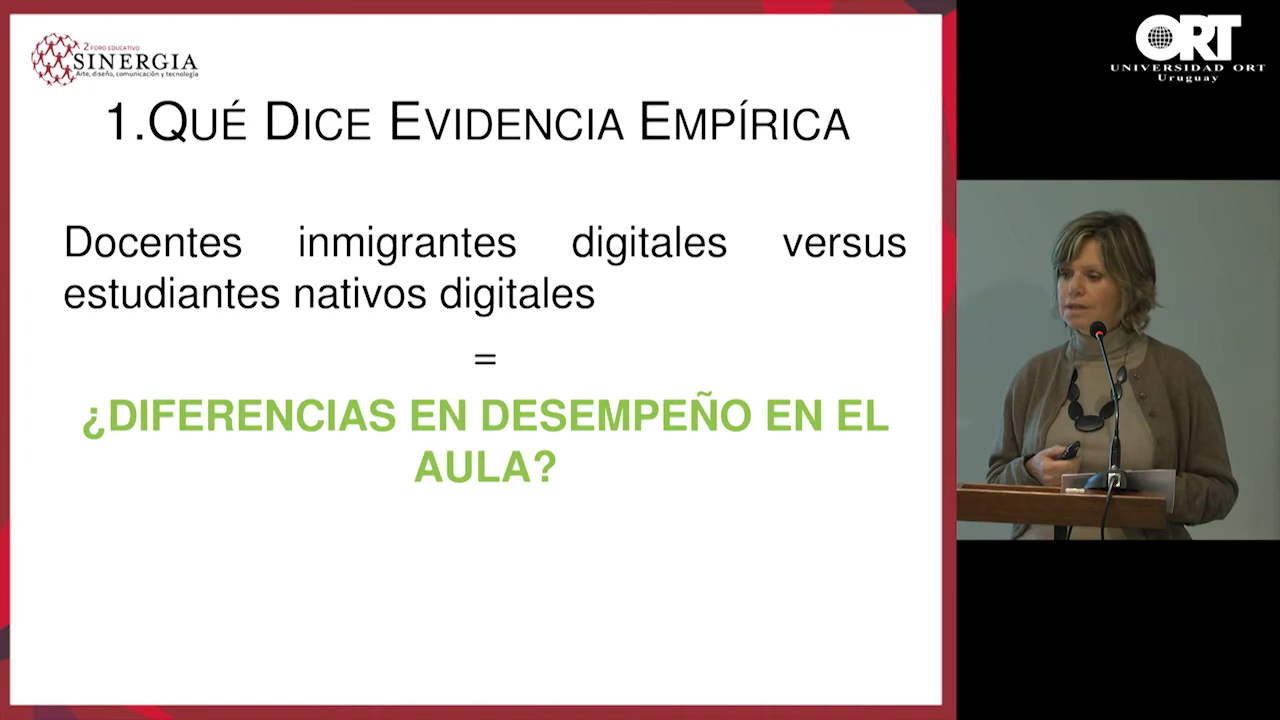 2 FORO EDUCATIVO
SINERGIA
Arte, diseño, comunicación y tecnología
1.QUÉ DICE EVIDENCIA EMPÍRICA
Docentes inmigrantes digitales versus
estudiantes nativos digitales
=
¿DIFERENCIAS EN DESEMPEÑO EN EL
AULA?
ORT
UNIVERSIDAD ORT
Uruguay